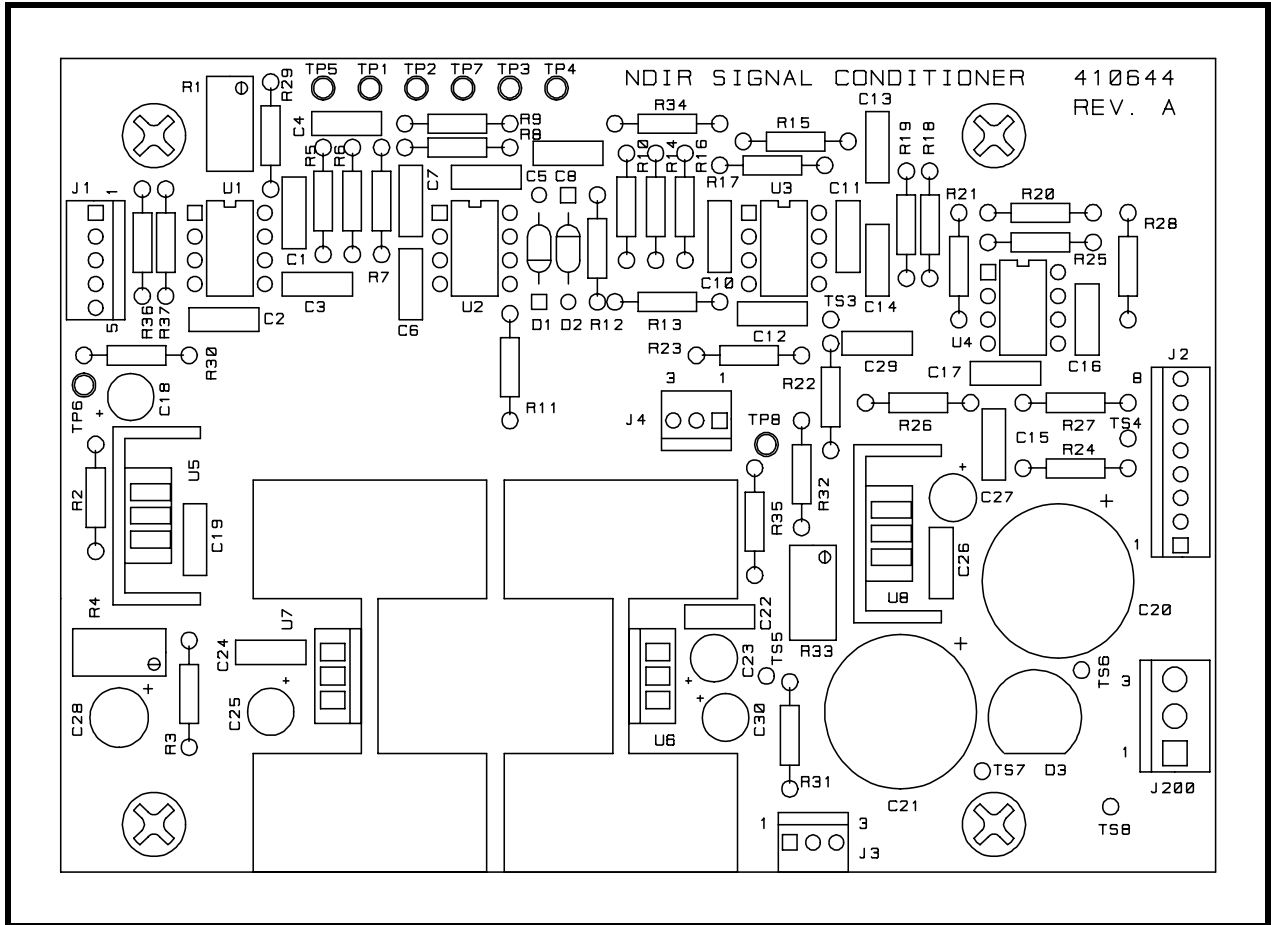 TP5 TP1 TP2 TP7 TP3 TP4
NDIR SIGNAL CONDITIONER 410644
REV. A
R1
R29
C4
R9
R8
R34
C13
R15
R19
R18
J1
1
U1
R5
R6
C7
C5
C8
R10
R14
R16
R17
U3
C11
R21
R20
R28
R25
C1
R7
C3
C2
R36
R37
5
C6
U2
D1
D2
R12
R13
C10
C12
TS3
C14
U4
C16
R30
TP6
+
C18
R11
R23
R22
C29
C17
J2
8
3
1
J4
TP8
R26
C15
R27
TS4
R24
U5
R2
C19
R35
R32
+
C27
+
1
C26
U8
C20
R4
U7
C22
C24
TS5
C23
R33
+
TS6
3
C28
+
C25
+
+
+
C30
U6
R3
R31
TS7
D3
1
J200
C21
TS8
1
3
J3